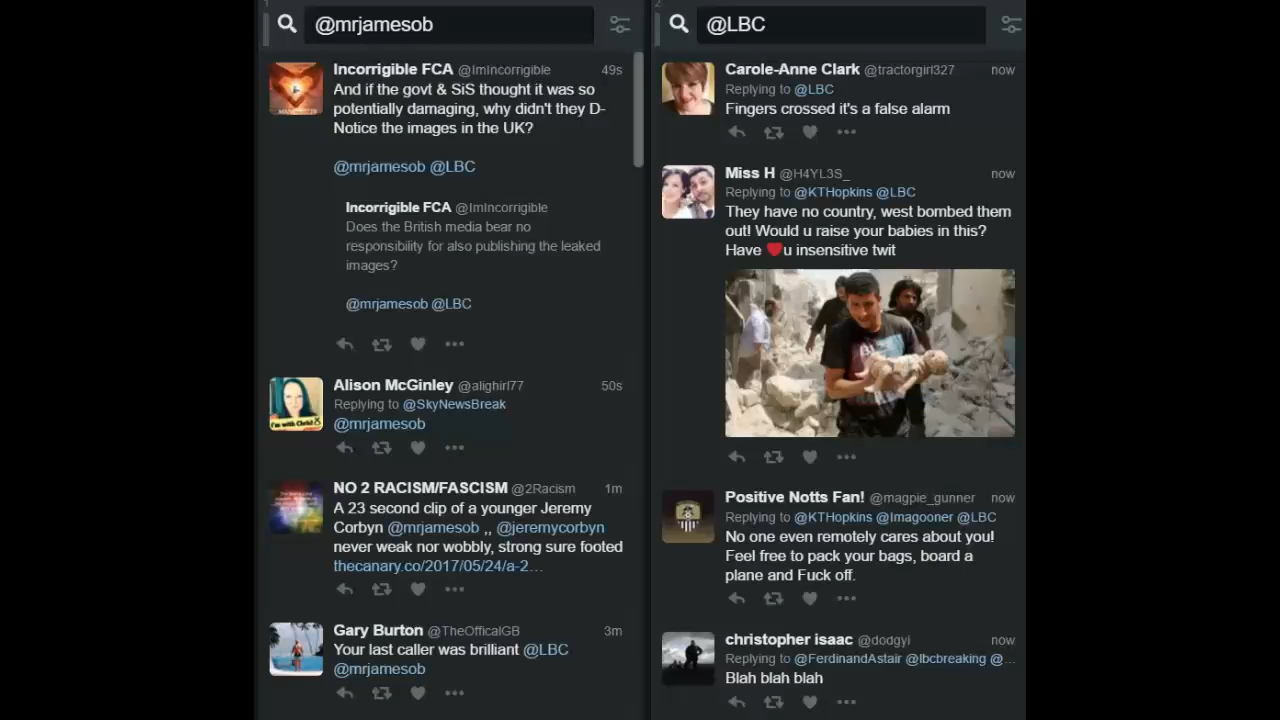 @mrjamesob
Incorrigible FCA @ImIncorrigible 49s
And if the govt & SiS thought it was so
potentially damaging, why didn't they D-
Notice the images in the UK?
@mrjamesob @LBC
Incorrigible FCA @ImIncorrigible
Does the British media bear no
responsibility for also publishing the leaked
images?
@mrjamesob @LBC
Alison McGinley @alighirl77 50s
Replying to @SkyNewsBreak
@mrjamesob
NO 2 RACISM/FASCISM @2Racism 1m
A 23 second clip of a younger Jeremy
Corbyn @mrjamesob ,, @jeremycorbyn
never weak nor wobbly, strong sure footed
thecanary.co/2017/05/24/a-2…
Gary Burton @TheOfficalGB 3m
Your last caller was brilliant @LBC
@mrjamesob
2
@LBC
Carole-Anne Clark @tractorgirl327 now
Replying to @LBC
Fingers crossed it's a false alarm
Miss H @H4YL3S_ now
Replying to @KTHopkins @LBC
They have no country, west bombed them
out! Would u raise your babies in this?
Have ❤u insensitive twit
Positive Notts Fan! @magpie_gunner now
Replying to @KTHopkins @Imagooner @LBC
No one even remotely cares about you!
Feel free to pack your bags, board a
plane and Fuck off.
christopher isaac @dodgyi now
Replying to @FerdinandAstair @lbcbreaking @…
Blah blah blah